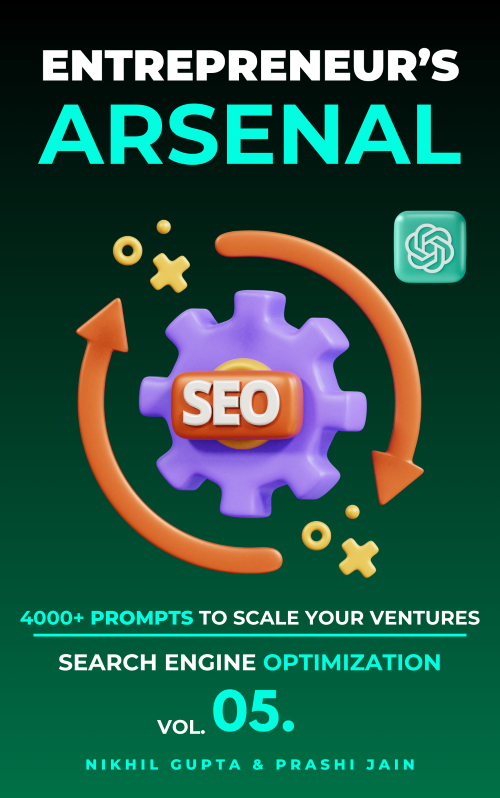 ENTREPRENEUR’S
ARSENAL
SEO
4000+ PROMPTS TO SCALE YOUR VENTURES
SEARCH ENGINE OPTIMIZATION
VOL. 05.
NIKHIL GUPTA & PRASHI JAIN